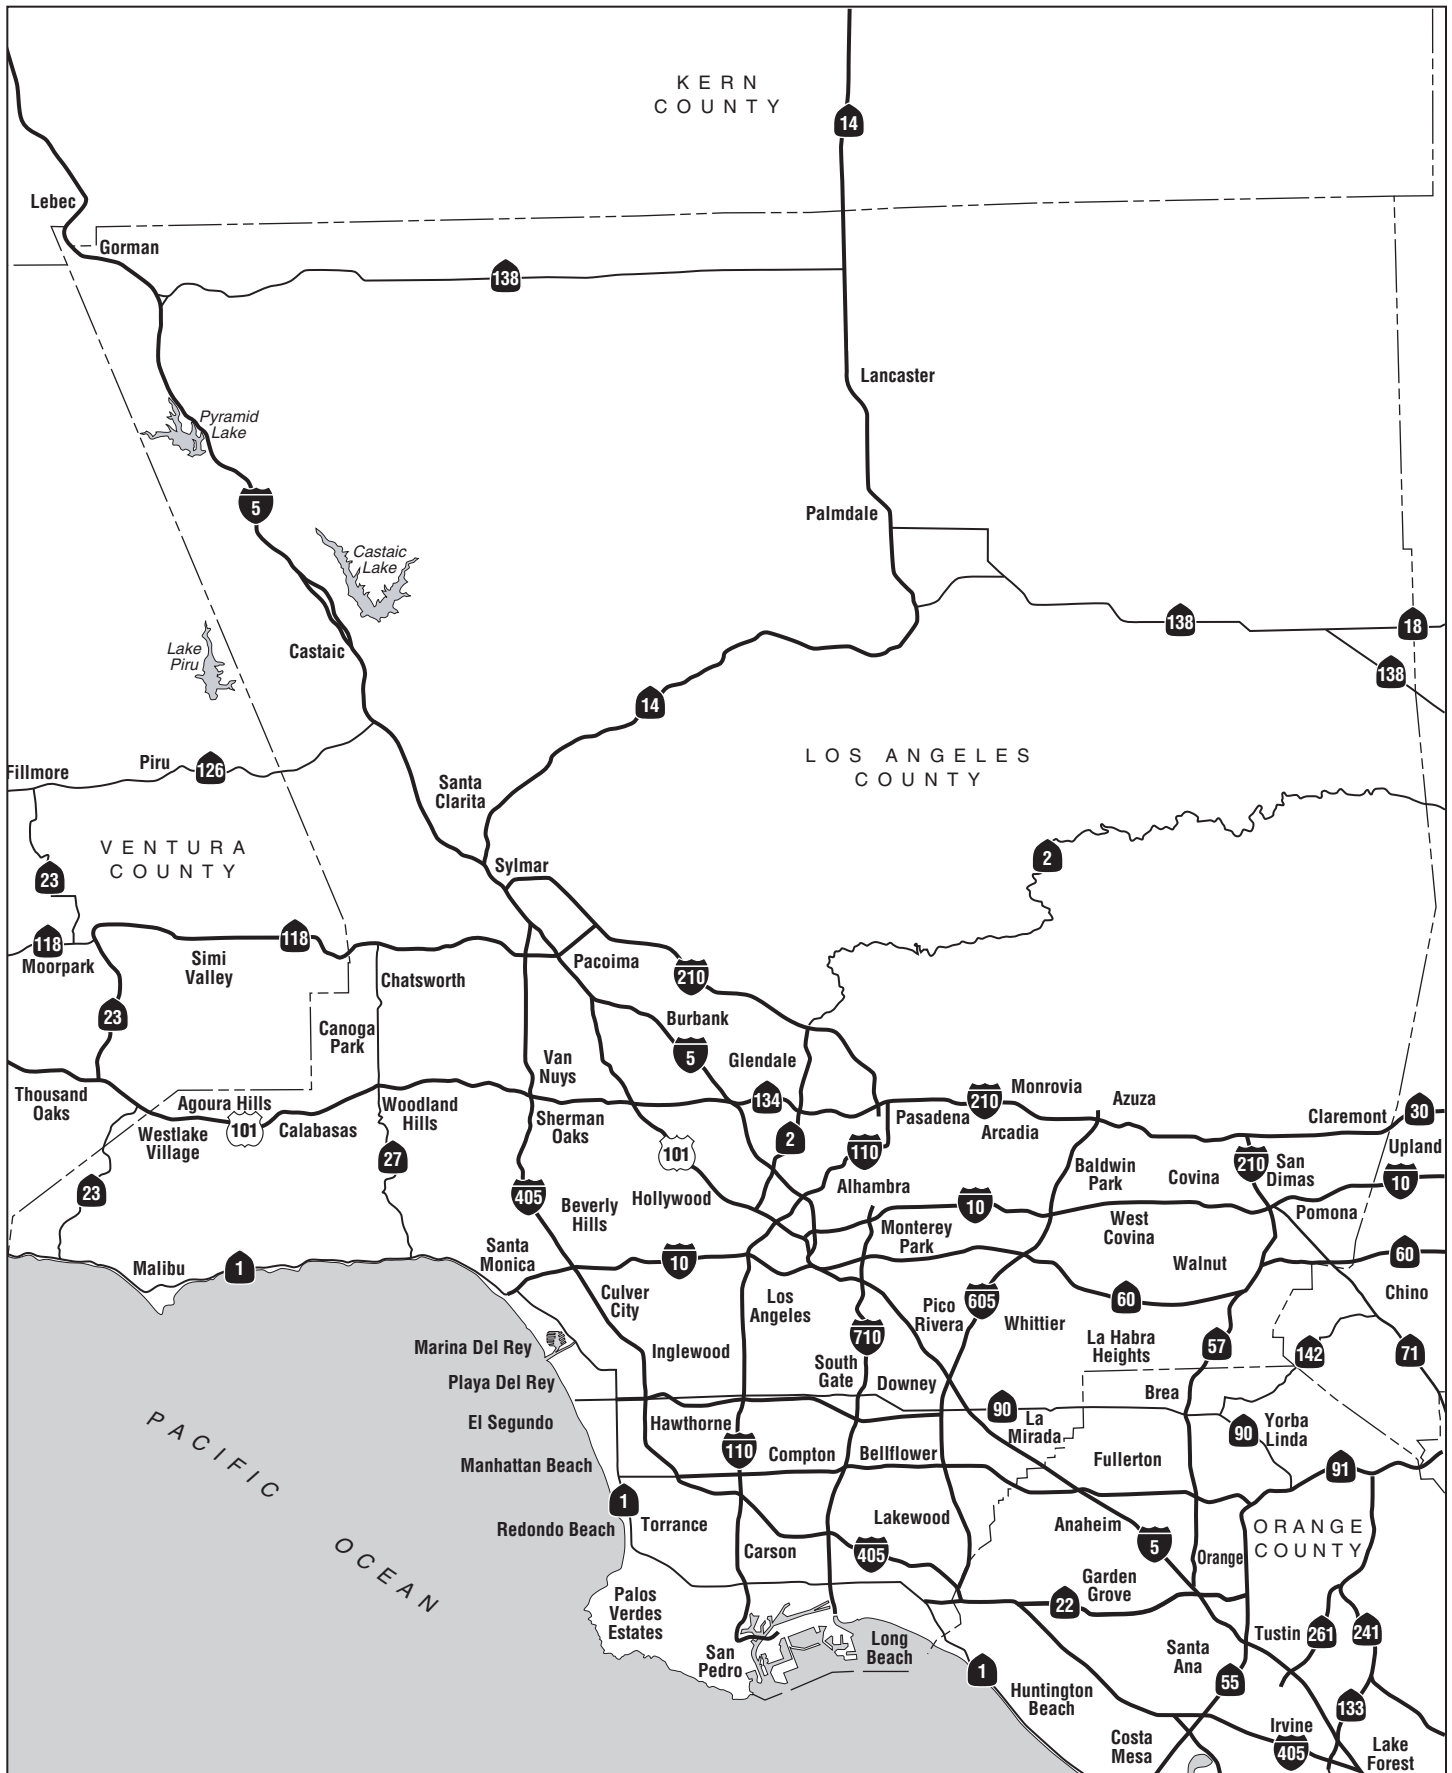 KERN
COUNTY
14
Lebec
Gorman
138
Lancaster
Pyramid
Lake
5
Palmdale
Castaic
Lake
138
18
Lake
Piru
Castaic
138
14
LOS ANGELES
COUNTY
Fillmore
Piru
126
Santa
Clarita
VENTURA
COUNTY
2
Sylmar
23
118
118
Moorpark
Simi
Valley
Pacoima
210
Chatsworth
23
Canoga
Park
Burbank
5
Glendale
Van
Nuys
Thousand
Oaks
Agoura Hills
101
Calabasas
Woodland
Hills
Westlake
Village
Sherman
Oaks
134
210
Monrovia
Azuza
Pasadena
Arcadia
Claremont
30
Upland
2
110
101
27
23
405
Beverly
Hills
Hollywood
Alhambra
Baldwin
Park
Covina
210
San
Dimas
10
10
Monterey
Park
West
Covina
Pomona
Malibu
1
Santa
Monica
10
Walnut
60
Culver
City
Los
Angeles
Pico
Rivera
605
Whittier
60
Chino
Marina Del Rey
Inglewood
710
South
Gate
La Habra
Heights
57
142
71
Playa Del Rey
Downey
Brea
El Segundo
Hawthorne
90
La
Mirada
90
Yorba
Linda
PACIFIC
OCEAN
110
Compton
Bellflower
Fullerton
91
Manhattan Beach
1
Redondo Beach
Torrance
Lakewood
Anaheim
5
ORANGE
COUNTY
Carson
405
Orange
Garden
Grove
22
Palos
Verdes
Estates
San
Pedro
Long
Beach
Tustin
261
241
Santa
Ana
1
55
Huntington
Beach
133
Costa
Mesa
Irvine
405
Lake
Forest